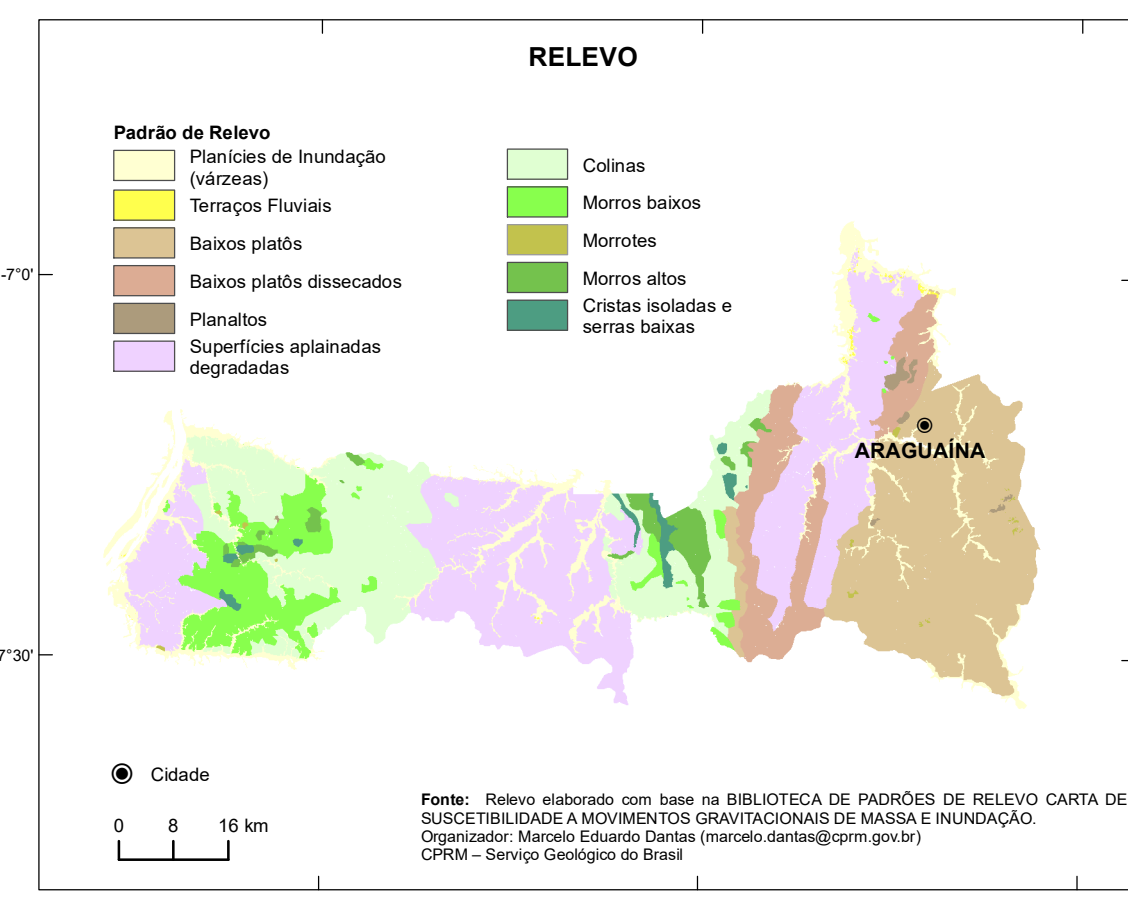 RELEVO
Padrão de Relevo
Planícies de Inundação
(várzeas)
Terraços Fluviais
Baixos platôs
Baixos platôs dissecados
Planaltos
Superfícies aplainadas
degradadas
Colinas
Morros baixos
Morrotes
Morros altos
Cristas isoladas e
serras baixas
-7°0'
7°30'
ARAGUAÍNA
Cidade
0 8 16 km
Fonte: Relevo elaborado com base na BIBLIOTECA DE PADRÕES DE RELEVO CARTA DE
SUSCETIBILIDADE A MOVIMENTOS GRAVITACIONAIS DE MASSA E INUNDAÇÃO.
Organizador: Marcelo Eduardo Dantas (marcelo.dantas@cprm.gov.br)
CPRM – Serviço Geológico do Brasil